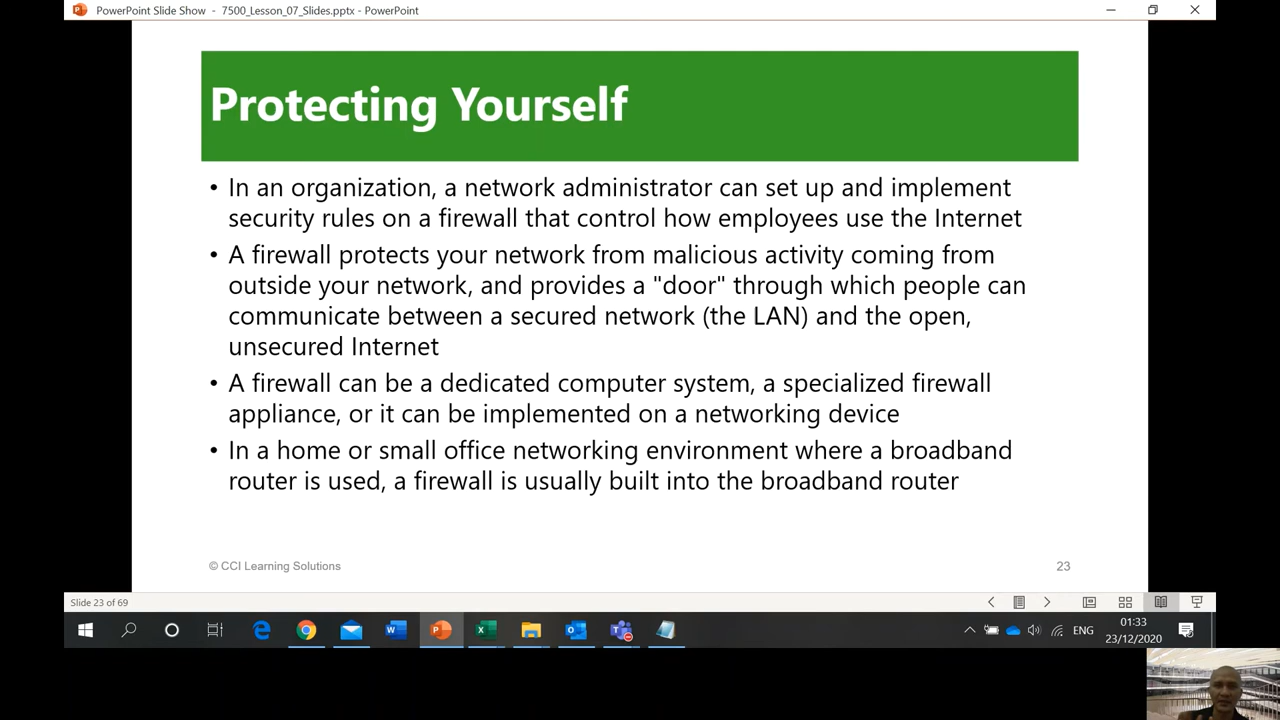 PowerPoint Slide Show - 7500_Lesson_07_Slides.pptx - PowerPoint
Protecting Yourself
• In an organization, a network administrator can set up and implement
security rules on a firewall that control how employees use the Internet
• A firewall protects your network from malicious activity coming from
outside your network, and provides a "door" through which people can
communicate between a secured network (the LAN) and the open,
unsecured Internet
• A firewall can be a dedicated computer system, a specialized firewall
appliance, or it can be implemented on a networking device
• In a home or small office networking environment where a broadband
router is used, a firewall is usually built into the broadband router
© CCI Learning Solutions
23
Slide 23 of 69
ENG
01:33
23/12/2020